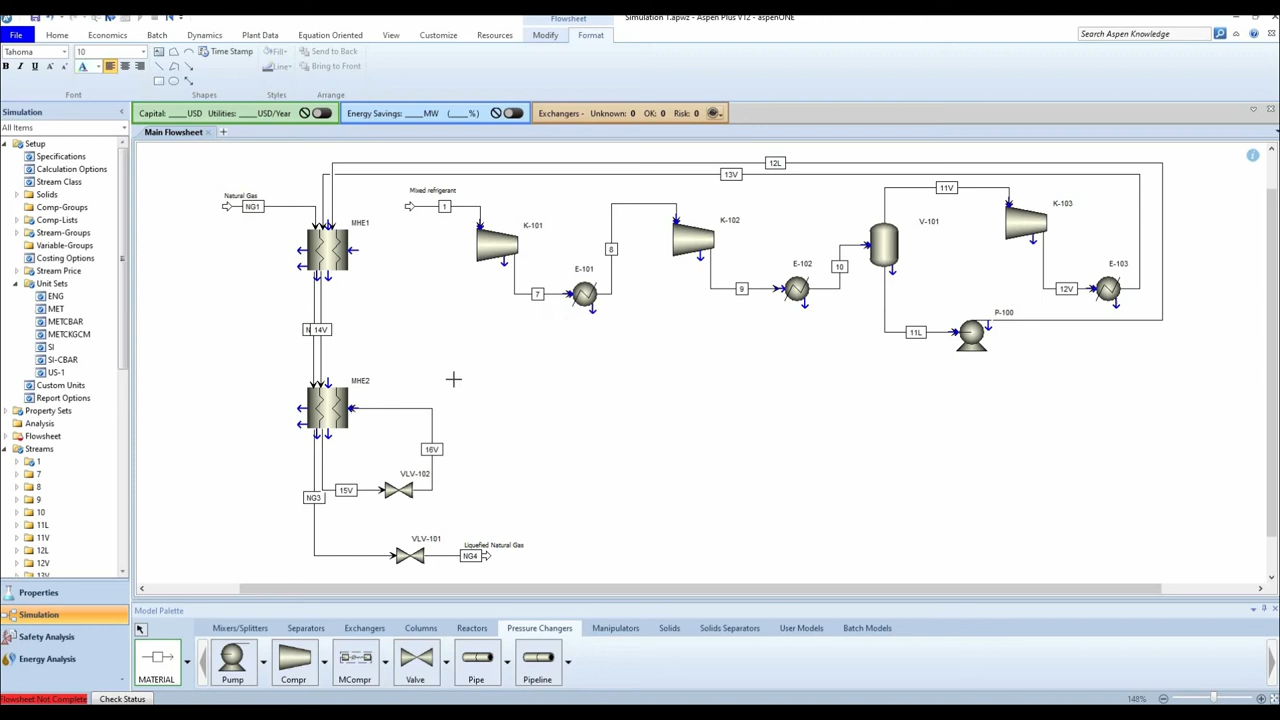 Flowsheet
Simulation 1.apwz - Aspen Plus V12 - aspenONE
File Home Economics Batch Dynamics Plant Data Equation Oriented View Customize Resources Modify Format Search Aspen Knowledge
Tahoma 10 Time Stamp Fill Send to Back
B I U A A A Line Bring to Front
Font Shapes Styles Arrange
Simulation
Capital: ____USD Utilities: ____USD/Year Energy Savings: ____MW (____%) Exchangers - Unknown: 0 OK: 0 Risk: 0
All Items
Main Flowsheet +
Setup
Specifications
Calculation Options
Stream Class
Solids
Comp-Groups
Comp-Lists
Stream-Groups
Variable-Groups
Costing Options
Stream Price
Unit Sets
ENG
MET
METCBAR
METCKGCM
SI
SI-CBAR
US-1
Custom Units
Report Options
Property Sets
Analysis
Flowsheet
Streams
1
7
8
9
10
11L
11V
12L
12V
13V
Properties
Simulation
Safety Analysis
Energy Analysis
12L
13V
Natural Gas
NG1
Mixed refrigerant
1
11V
K-103
MHE1
K-101
K-102
V-101
8
E-101
E-102
10
E-103
7
9
12V
P-100
14V
11L
MHE2
16V
VLV-102
15V
NG3
VLV-101
Liquefied Natural Gas
NG4
Model Palette
Mixers/Splitters Separators Exchangers Columns Reactors Pressure Changers Manipulators Solids Solids Separators User Models Batch Models
MATERIAL Pump Compr MCompr Valve Pipe Pipeline
Flowsheet Not Complete Check Status 148%